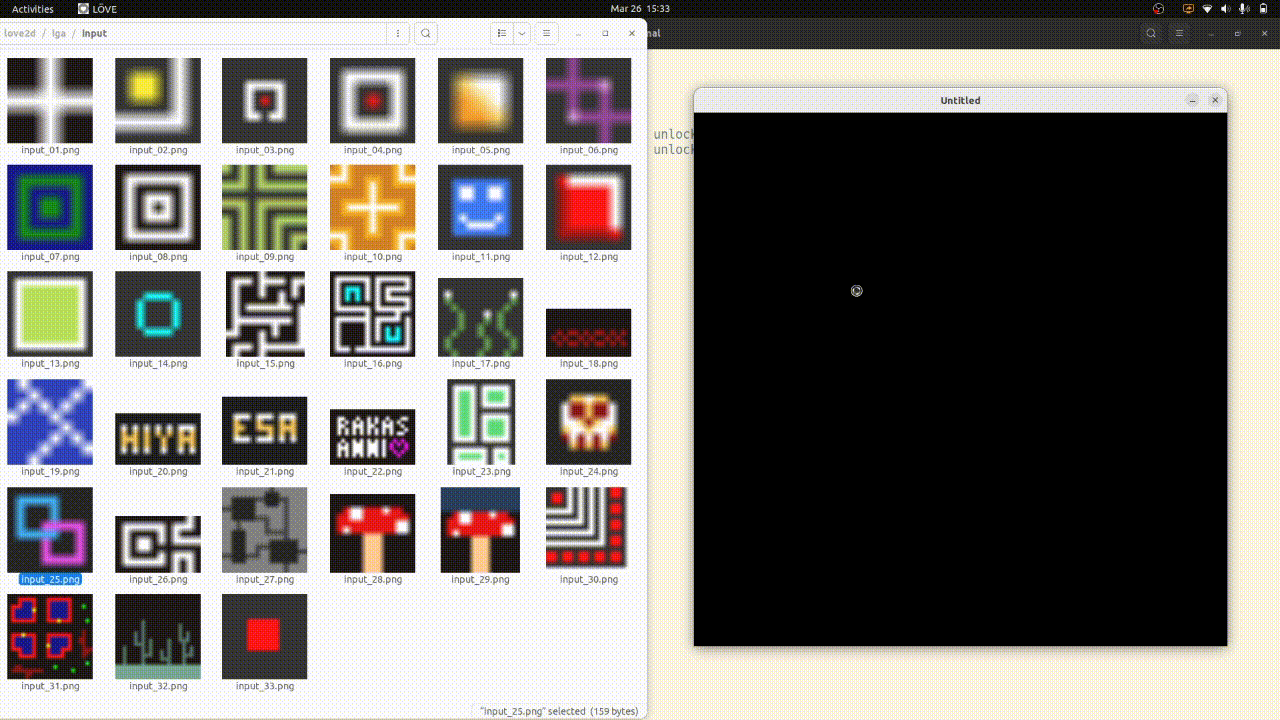 Activities LÖVE Mar 26 15:33
love2d / lga / input
nal
Untitled
unlock
unlock
input_01.png input_02.png input_03.png input_04.png input_05.png input_06.png
input_07.png input_08.png input_09.png input_10.png input_11.png input_12.png
input_13.png input_14.png input_15.png input_16.png input_17.png input_18.png
HIYA ESA RAKAS
ANNI
input_19.png input_20.png input_21.png input_22.png input_23.png input_24.png
input_25.png input_26.png input_27.png input_28.png input_29.png input_30.png
input_31.png input_32.png input_33.png
"input_25.png" selected (159 bytes)